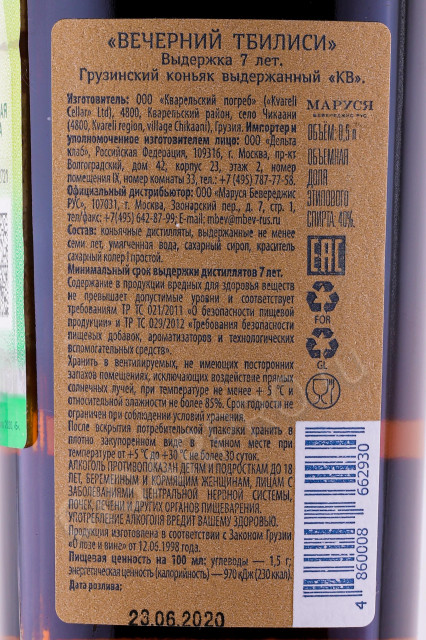 «ВЕЧЕРНИЙ ТБИЛИСИ»
Выдержка 7 лет.
Грузинский коньяк выдержанный «КВ».
Изготовитель: ООО «Кварельский погреб» («Kvareli
Cellar» Ltd), 4800, Кварельский район, село Чикаани
(4800, Kvareli region, village Chikaani), Грузия. Импортер и
уполномоченное изготовителем лицо: ООО «Дельта
клаб», Российская Федерация, 109316, г. Москва, пр-кт
Волгоградский, дом 42, корпус 23, этаж 2, номер
помещения IX, номер комнаты 33, тел.: +7 (495) 787-77-58.
Официальный дистрибьютор: ООО «Маруся Бевереджис
РУС», 107031, г. Москва, Звонарский пер., д. 7, стр. 1,
тел/факс: +7(495) 642-87-99; E-mail: mbev@mbev-rus.ru.
Состав: коньячные дистилляты, выдержанные не менее
семи лет, умягченная вода, сахарный сироп, краситель
сахарный колер I простой.
Минимальный срок выдержки дистиллятов 7 лет.
Содержание в продукции вредных для здоровья веществ
не превышает допустимые уровни и соответствует
требованиям ТР ТС 021/2011 «О безопасности пищевой
продукции» и ТР ТС 029/2012 «Требования безопасности
пищевых добавок, ароматизаторов и технологических
вспомогательных средств».
Хранить в вентилируемых, не имеющих посторонних
запахов помещениях, исключающих воздействие прямых
солнечных лучей, при температуре не менее + 5 °С и
относительной влажности не более 85%. Срок годности не
ограничен при соблюдении условий хранения.
После вскрытия потребительской упаковки хранить в
плотно закупоренном виде в темном месте при
температуре от +5 °С до +30 °С не более 30 суток.
АЛКОГОЛЬ ПРОТИВОПОКАЗАН ДЕТЯМ И ПОДРОСТКАМ ДО 18
ЛЕТ, БЕРЕМЕННЫМ И КОРМЯЩИМ ЖЕНЩИНАМ, ЛИЦАМ С
ЗАБОЛЕВАНИЯМИ ЦЕНТРАЛЬНОЙ НЕРВНОЙ СИСТЕМЫ,
ПОЧЕК, ПЕЧЕНИ И ДРУГИХ ОРГАНОВ ПИЩЕВАРЕНИЯ.
УПОТРЕБЛЕНИЕ АЛКОГОЛЯ ВРЕДИТ ВАШЕМУ ЗДОРОВЬЮ.
Продукция изготовлена в соответствии с Законом Грузии
«О лозе и вине» от 12.06.1998 года.
Пищевая ценность на 100 мл: углеводы — 1,5 г;
энергетическая ценность (калорийность) — 970 кДж (230 ккал).
Дата розлива:
23.06.2020
МАРУСЯ
БЕВЕРЕДЖИС РУС
ОБЪЕМ: 0,5 л
ОБЪЕМНАЯ
ДОЛЯ
ЭТИЛОВОГО
СПИРТА: 40%.
EAC
FOR
GL
4 860008 662930